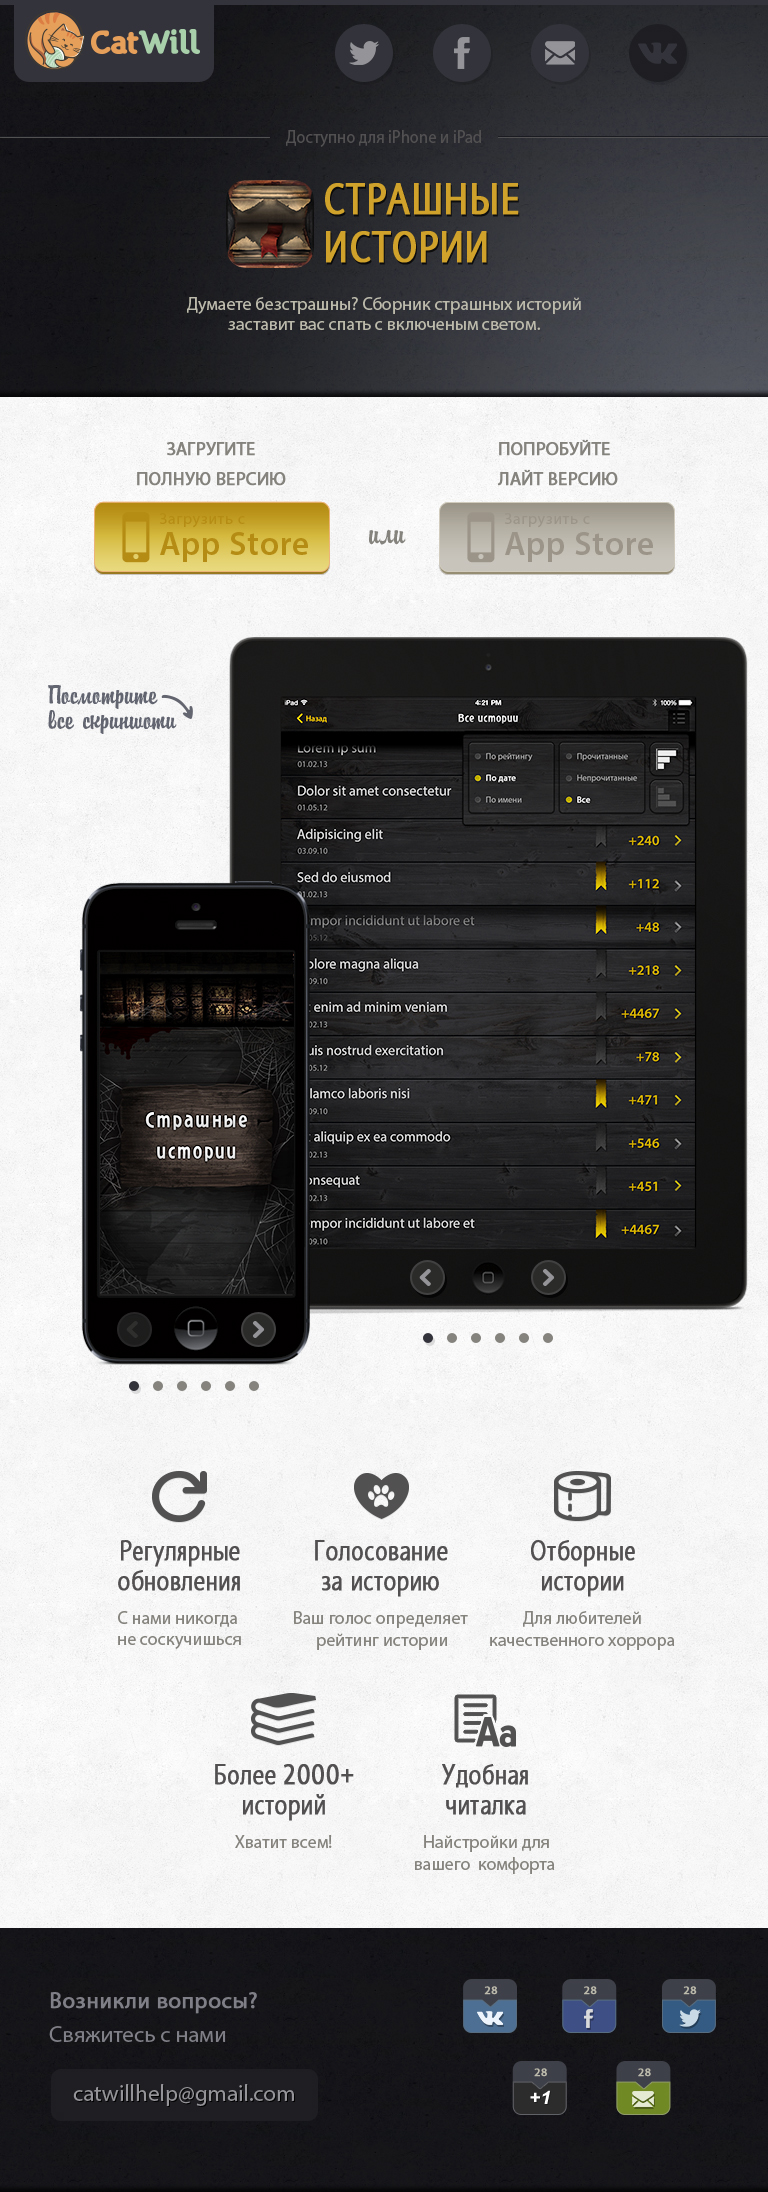 CatWill
Доступно для iPhone и iPad
СТРАШНЫЕ
ИСТОРИИ
Думаете безстрашны? Сборник страшных историй
заставит вас спать с включеным светом.
ЗАГРУГИТЕ
ПОЛНУЮ ВЕРСИЮ
Загрузить с
App Store
или
ПОПРОБУЙТЕ
ЛАЙТ ВЕРСИЮ
Загрузить с
App Store
Посмотрите
все скриншоти
iPad 4:21 PM 100%
Назад Все истории
По рейтингу Прочитанные
По дате Непрочитанные
По имени Все
Lorem ip sum
01.02.13
Dolor sit amet consectetur
01.05.12
Adipisicing elit +240
03.09.10
Sed do eiusmod +112
01.02.13
mpor incididunt ut labore et +48
05.12
olore magna aliqua +218
09.10
enim ad minim veniam +4467
02.13
uis nostrud exercitation +78
05.12
lamco laboris nisi +471
09.10
aliquip ex ea commodo +546
02.13
onsequat +451
02.13
mpor incididunt ut labore et +4467
09.10
Страшные
истории
Регулярные
обновления
С нами никогда
не соскучишься
Голосование
за историю
Ваш голос определяет
рейтинг истории
Отборные
истории
Для любителей
качественного хоррора
Более 2000+
историй
Хватит всем!
Aa
Удобная
читалка
Найстройки для
вашего комфорта
Возникли вопросы?
Свяжитесь с нами
catwillhelp@gmail.com
28 28 28
28 28
+1